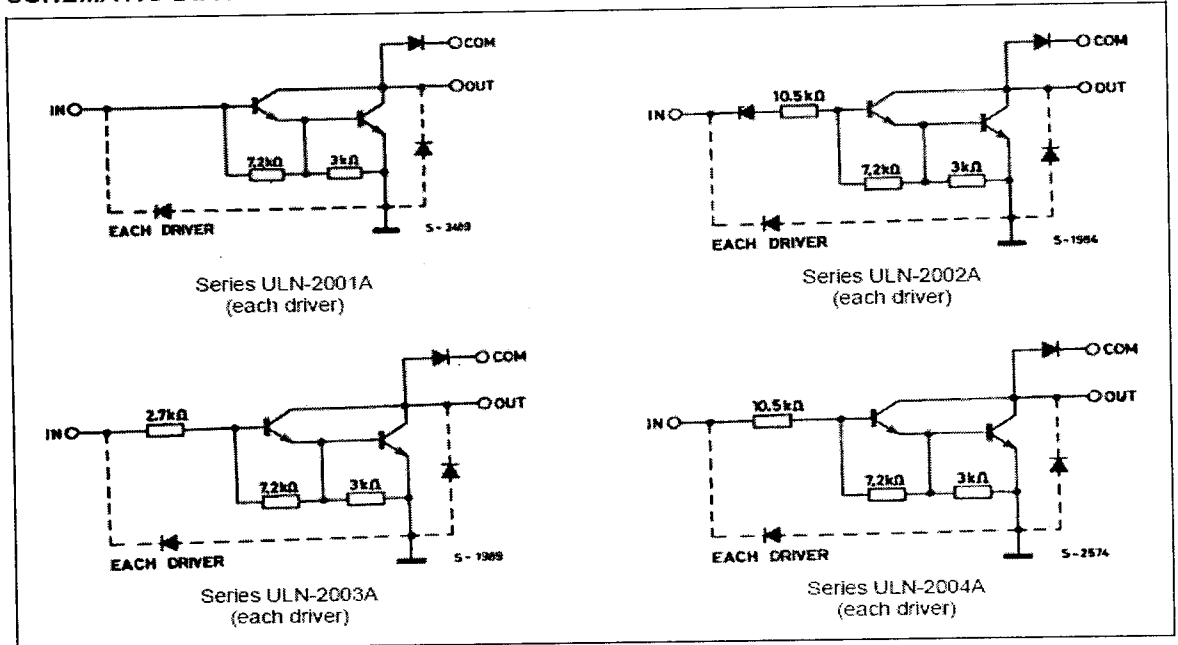 COM
OUT
IN
7.2kΩ
3kΩ
EACH DRIVER
S-3489
Series ULN-2001A
(each driver)
COM
OUT
IN
10.5kΩ
7.2kΩ
3kΩ
EACH DRIVER
S-1984
Series ULN-2002A
(each driver)
COM
OUT
2.7kΩ
IN
7.2kΩ
3kΩ
EACH DRIVER
S-1989
Series ULN-2003A
(each driver)
COM
OUT
10.5kΩ
IN
7.2kΩ
3kΩ
EACH DRIVER
S-2574
Series ULN-2004A
(each driver)